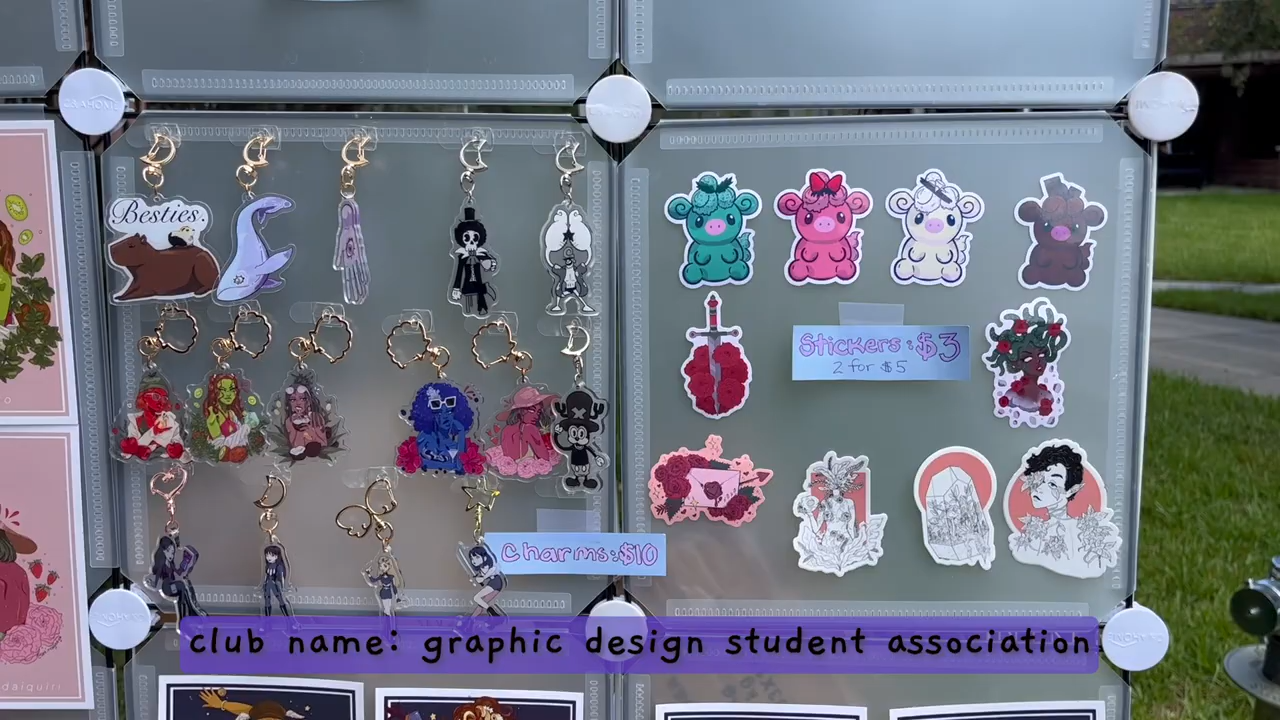 Besties.
Stickers: $3
2 for $5
Charms: $10
daiquiri
club name: graphic design student association